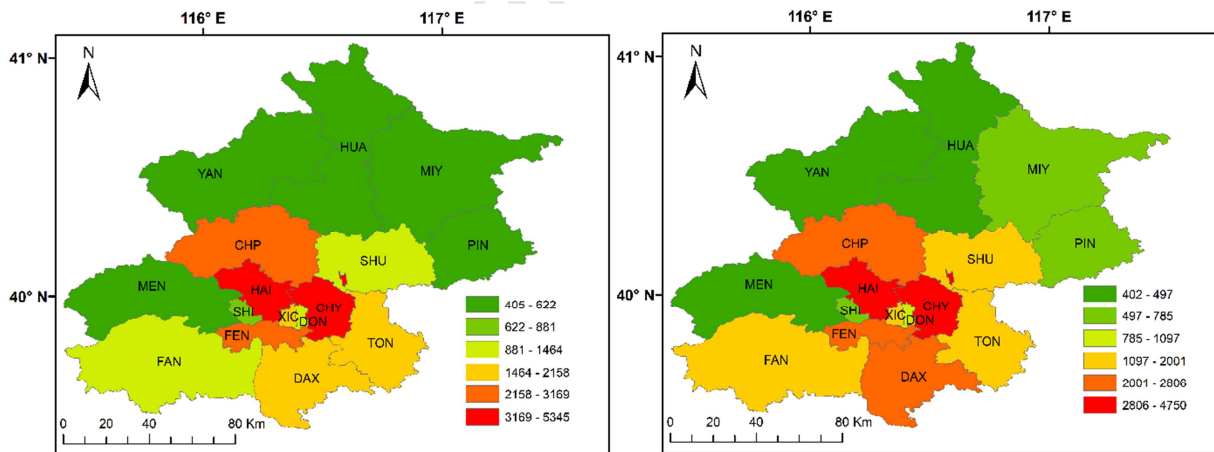 116° E 117° E
41° N
N
HUA
YAN
MIY
CHP
PIN
SHU
MEN
40° N
HAI
CHY
SHI
XIC
DON
FEN
TON
FAN
DAX
405 - 622
622 - 881
881 - 1464
1464 - 2158
2158 - 3169
3169 - 5345
0 20 40 80 Km
116° E 117° E
41° N
N
HUA
YAN
MIY
CHP
PIN
SHU
MEN
40° N
HAI
CHY
SHI
XIC
DON
FEN
TON
FAN
DAX
402 - 497
497 - 785
785 - 1097
1097 - 2001
2001 - 2806
2806 - 4750
0 20 40 80 Km